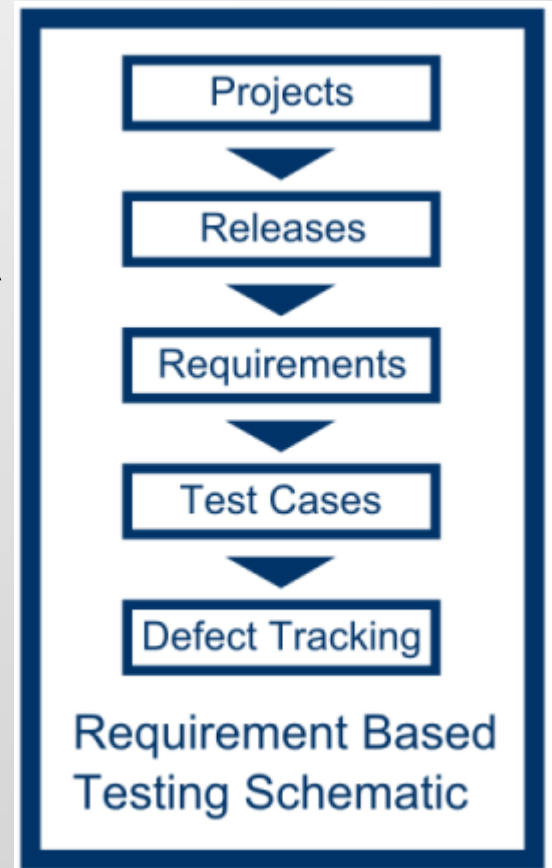 Projects
Releases
Requirements
Test Cases
Defect Tracking
Requirement Based
Testing Schematic